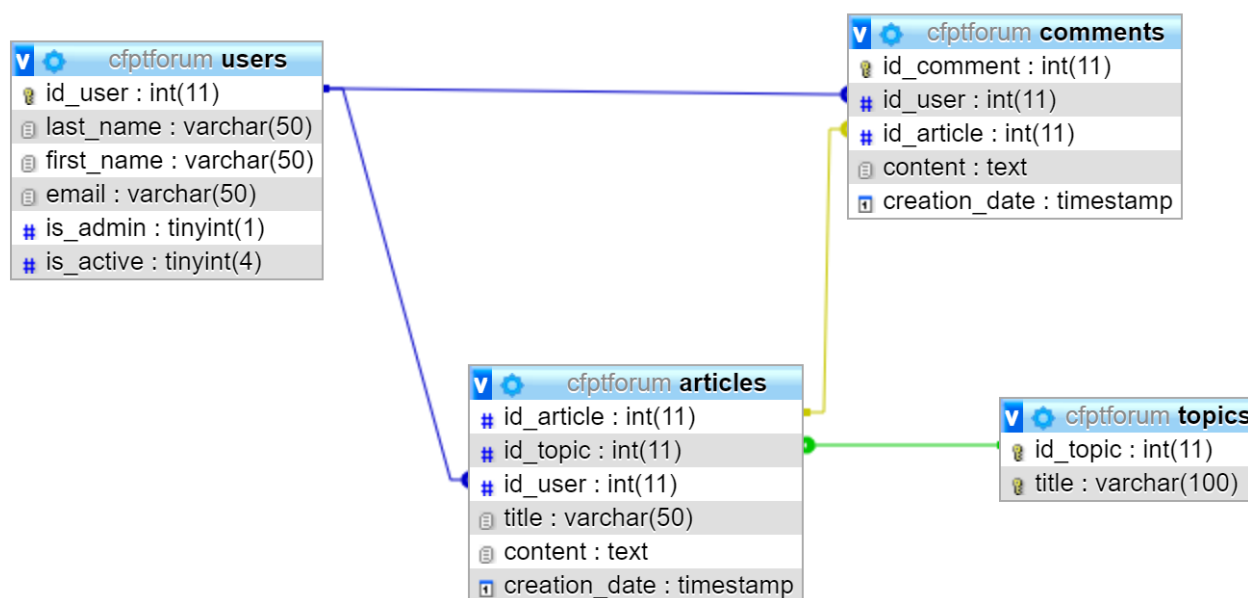 cfptforum users
id_user : int(11)
last_name : varchar(50)
first_name : varchar(50)
email : varchar(50)
is_admin : tinyint(1)
is_active : tinyint(4)
cfptforum comments
id_comment : int(11)
id_user : int(11)
id_article : int(11)
content : text
creation_date : timestamp
cfptforum articles
id_article : int(11)
id_topic : int(11)
id_user : int(11)
title : varchar(50)
content : text
creation_date : timestamp
cfptforum topics
id_topic : int(11)
title : varchar(100)